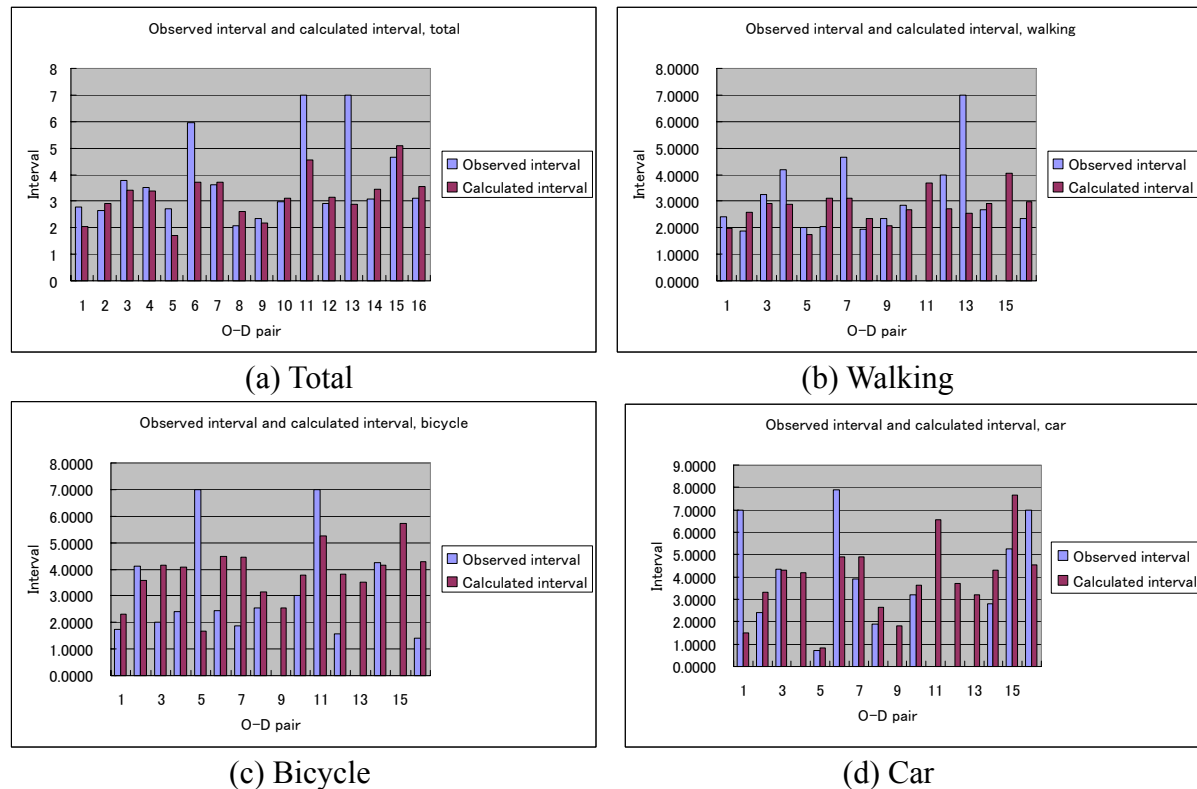 Observed interval and calculated interval, total
8
7
6
5
4
3
2
1
0
Interval
1 2 3 4 5 6 7 8 9 10 11 12 13 14 15 16
O-D pair
Observed interval
Calculated interval
(a) Total
Observed interval and calculated interval, walking
8.0000
7.0000
6.0000
5.0000
4.0000
3.0000
2.0000
1.0000
0.0000
Interval
1 3 5 7 9 11 13 15
O-D pair
Observed interval
Calculated interval
(b) Walking
Observed interval and calculated interval, bicycle
8.0000
7.0000
6.0000
5.0000
4.0000
3.0000
2.0000
1.0000
0.0000
Interval
1 3 5 7 9 11 13 15
O-D pair
Observed interval
Calculated interval
(c) Bicycle
Observed interval and calculated interval, car
9.0000
8.0000
7.0000
6.0000
5.0000
4.0000
3.0000
2.0000
1.0000
0.0000
Interval
1 3 5 7 9 11 13 15
O-D pair
Observed interval
Calculated interval
(d) Car